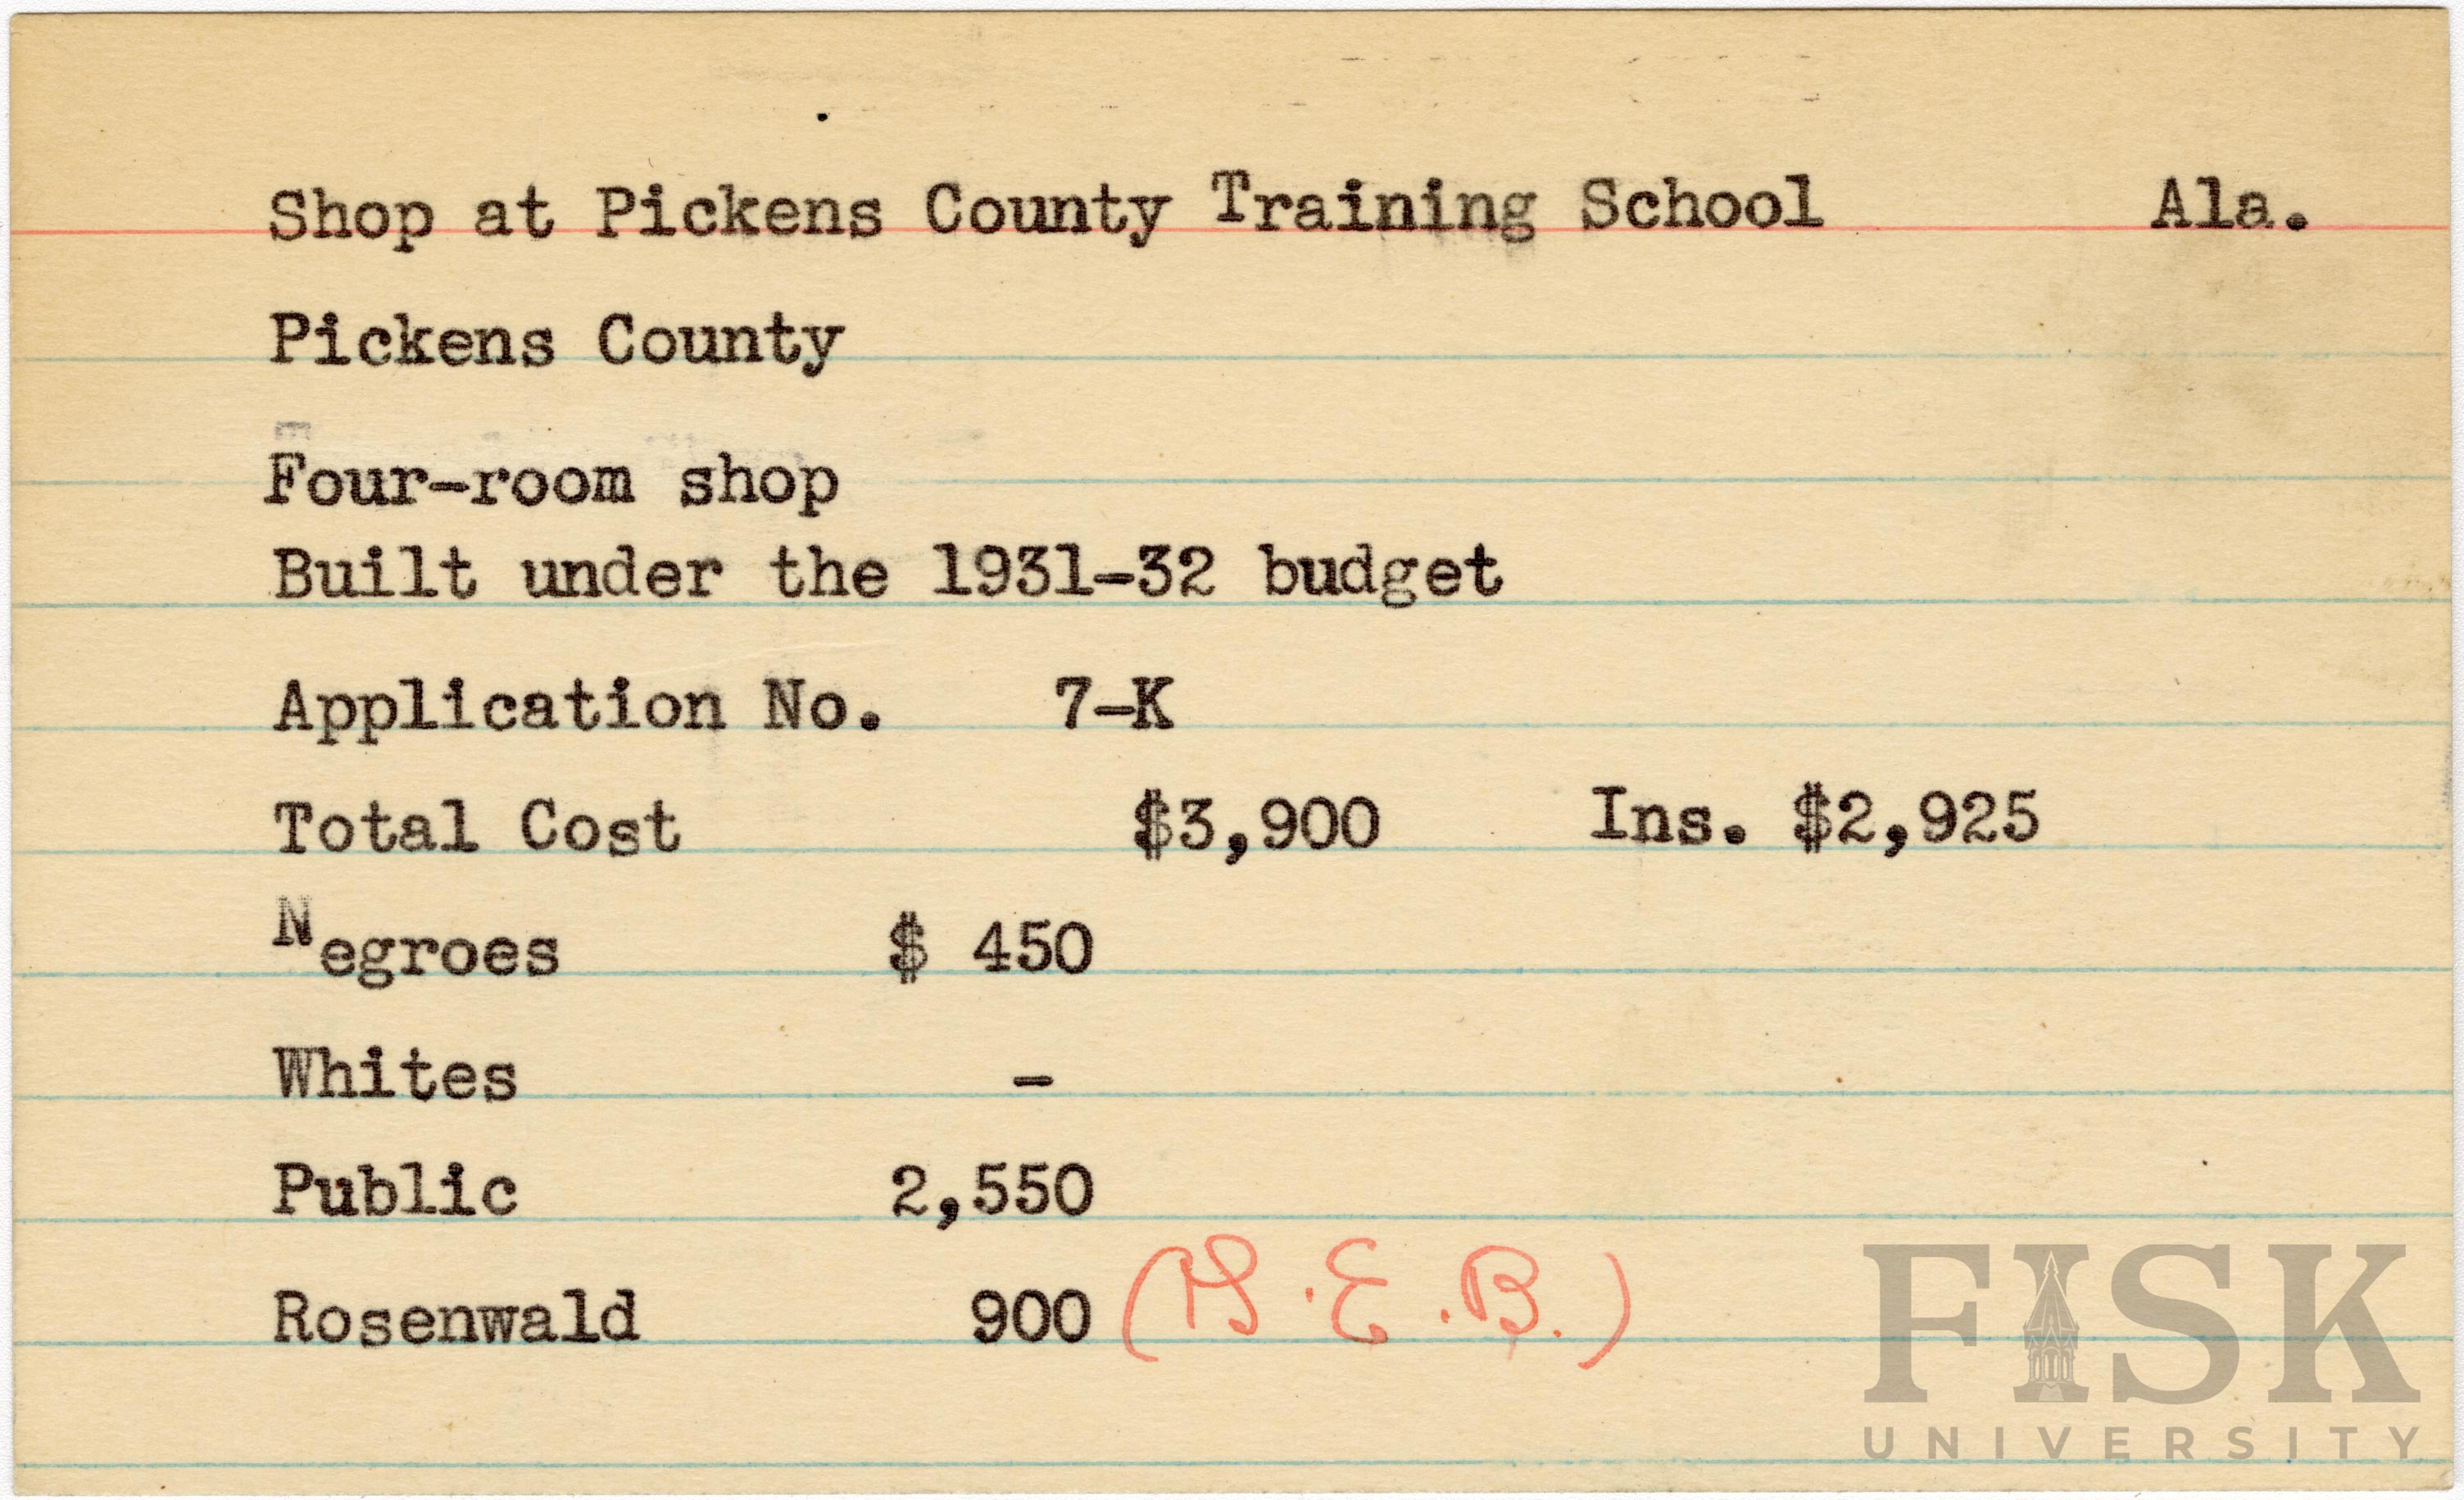 Shop at Pickens County Training School Ala.
Pickens County
Four-room shop
Built under the 1931-32 budget
Application No. 7-K
Total Cost $3,900 Ins. $2,925
Negroes $ 450
Whites -
Public 2,550
Rosenwald 900 (G.E.B.)
FISK
UNIVERSITY